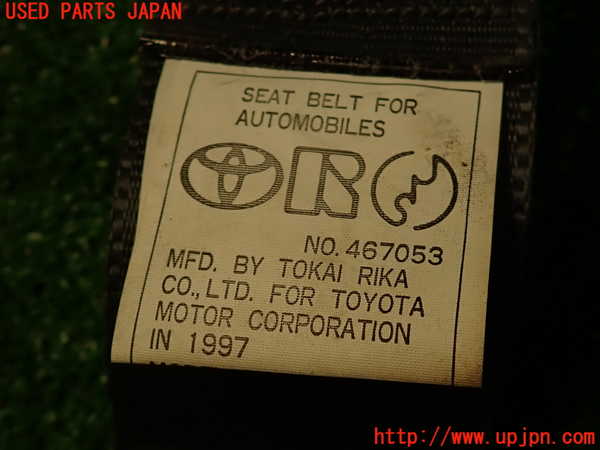 USED PARTS JAPAN
SEAT BELT FOR
AUTOMOBILES
NO. 467053
MFD. BY TOKAI RIKA
CO., LTD. FOR TOYOTA
MOTOR CORPORATION
IN 1997
http://www.upjpn.com/